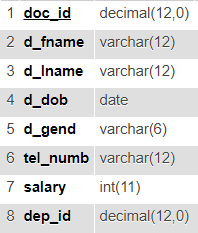 1 doc_id decimal(12,0)
2 d_fname varchar(12)
3 d_lname varchar(12)
4 d_dob date
5 d_gend varchar(6)
6 tel_numb varchar(12)
7 salary int(11)
8 dep_id decimal(12,0)